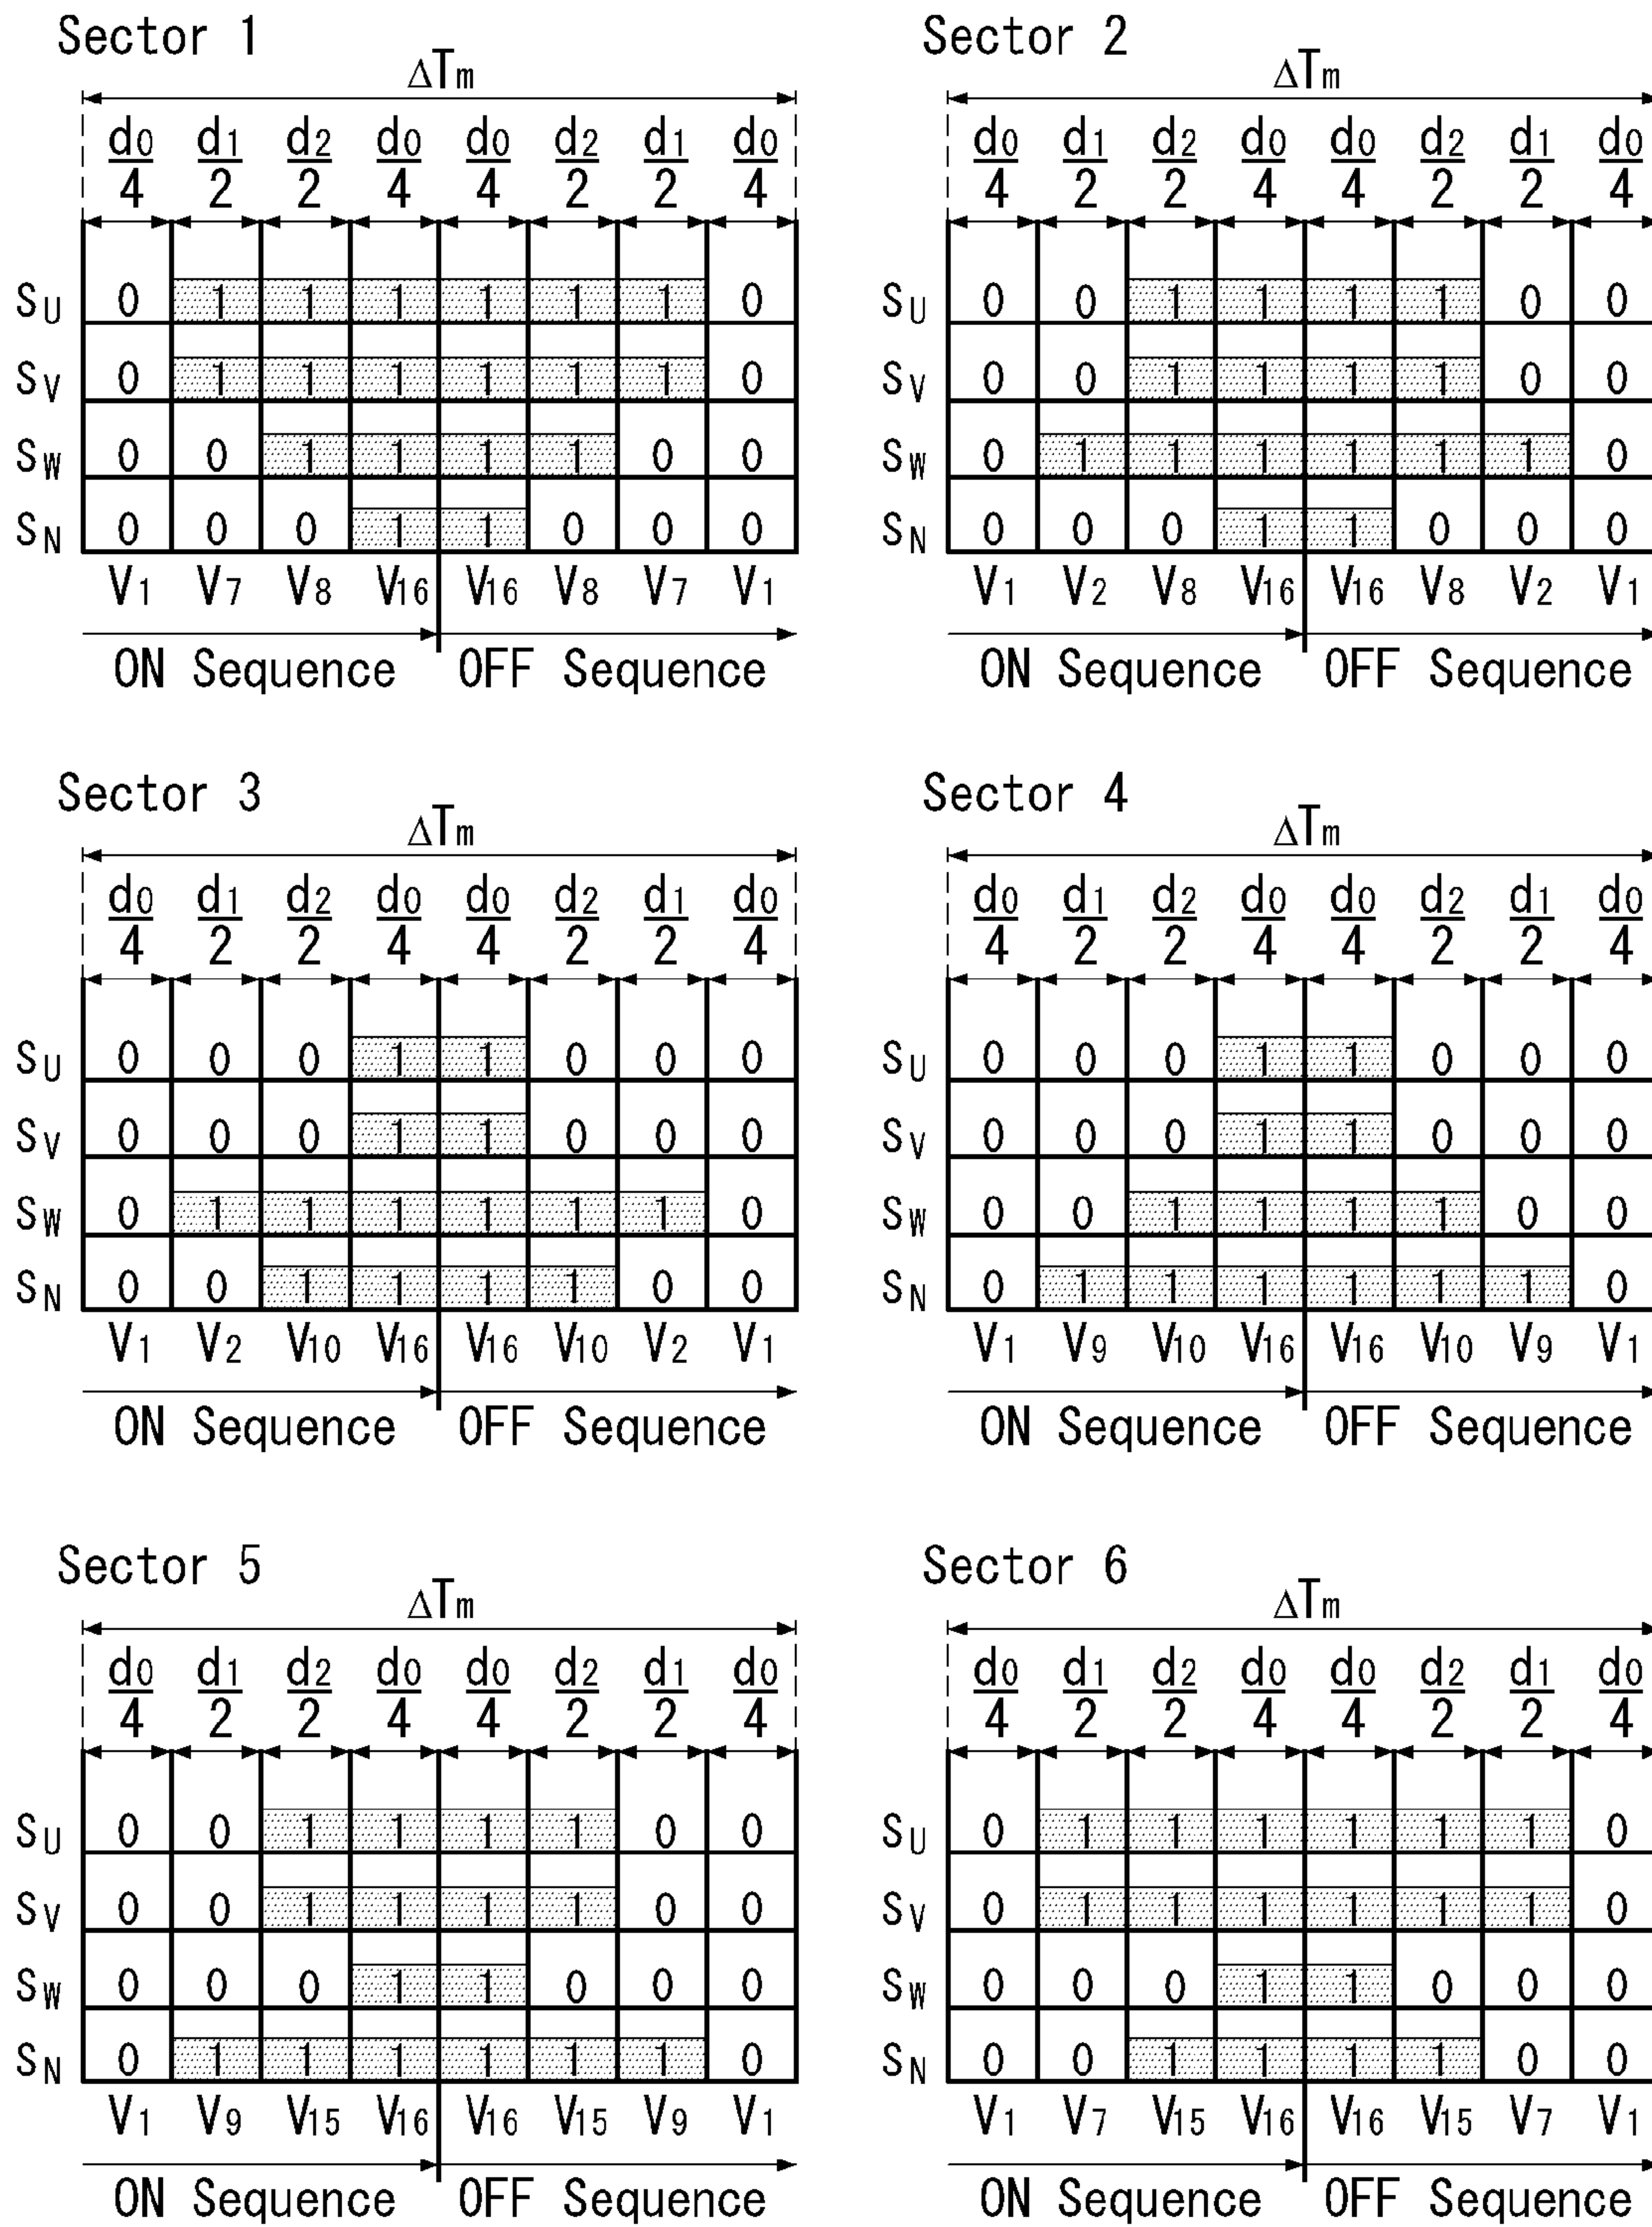 Sector 1
ΔTm
d0/4 d1/2 d2/2 d0/4 d0/4 d2/2 d1/2 d0/4
SU 0 1 1 1 1 1 1 0
SV 0 1 1 1 1 1 1 0
SW 0 0 1 1 1 1 0 0
SN 0 0 0 1 1 0 0 0
V1 V7 V8 V16 V16 V8 V7 V1
ON Sequence OFF Sequence
Sector 2
ΔTm
d0/4 d1/2 d2/2 d0/4 d0/4 d2/2 d1/2 d0/4
SU 0 0 1 1 1 1 0 0
SV 0 0 1 1 1 1 0 0
SW 0 1 1 1 1 1 1 0
SN 0 0 0 1 1 0 0 0
V1 V2 V8 V16 V16 V8 V2 V1
ON Sequence OFF Sequence
Sector 3
ΔTm
d0/4 d1/2 d2/2 d0/4 d0/4 d2/2 d1/2 d0/4
SU 0 0 0 1 1 0 0 0
SV 0 0 0 1 1 0 0 0
SW 0 1 1 1 1 1 1 0
SN 0 0 1 1 1 1 0 0
V1 V2 V10 V16 V16 V10 V2 V1
ON Sequence OFF Sequence
Sector 4
ΔTm
d0/4 d1/2 d2/2 d0/4 d0/4 d2/2 d1/2 d0/4
SU 0 0 0 1 1 0 0 0
SV 0 0 0 1 1 0 0 0
SW 0 0 1 1 1 1 0 0
SN 0 1 1 1 1 1 1 0
V1 V9 V10 V16 V16 V10 V9 V1
ON Sequence OFF Sequence
Sector 5
ΔTm
d0/4 d1/2 d2/2 d0/4 d0/4 d2/2 d1/2 d0/4
SU 0 0 1 1 1 1 0 0
SV 0 0 1 1 1 1 0 0
SW 0 0 0 1 1 0 0 0
SN 0 1 1 1 1 1 1 0
V1 V9 V15 V16 V16 V15 V9 V1
ON Sequence OFF Sequence
Sector 6
ΔTm
d0/4 d1/2 d2/2 d0/4 d0/4 d2/2 d1/2 d0/4
SU 0 1 1 1 1 1 1 0
SV 0 1 1 1 1 1 1 0
SW 0 0 0 1 1 0 0 0
SN 0 0 1 1 1 1 0 0
V1 V7 V15 V16 V16 V15 V7 V1
ON Sequence OFF Sequence